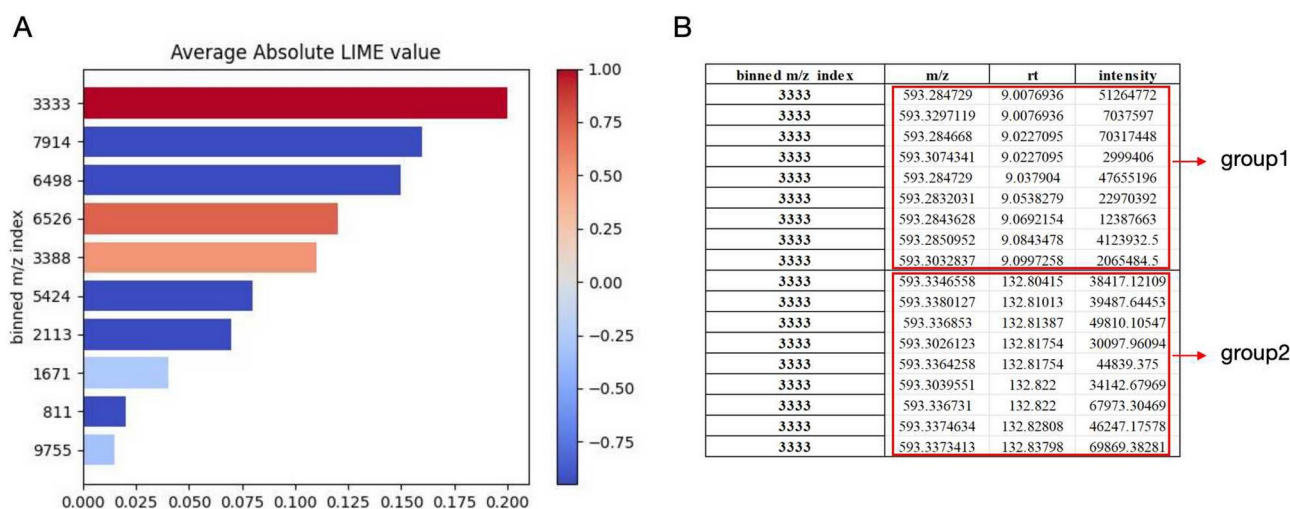 A
Average Absolute LIME value
binned m/z index
3333
7914
6498
6526
3388
5424
2113
1671
811
9755
0.000 0.025 0.050 0.075 0.100 0.125 0.150 0.175 0.200
1.00
0.75
0.50
0.25
0.00
−0.25
−0.50
−0.75
B
binned m/z index m/z rt intensity
3333 593.284729 9.0076936 51264772
3333 593.3297119 9.0076936 7037597
3333 593.284668 9.0227095 70317448
3333 593.3074341 9.0227095 2999406
3333 593.284729 9.037904 47655196
3333 593.2832031 9.0538279 22970392
3333 593.2843628 9.0692154 12387663
3333 593.2850952 9.0843478 4123932.5
3333 593.3032837 9.0997258 2065484.5
group1
3333 593.3346558 132.80415 38417.12109
3333 593.3380127 132.81013 39487.64453
3333 593.336853 132.81387 49810.10547
3333 593.3026123 132.81754 30097.96094
3333 593.3364258 132.81754 44839.375
3333 593.3039551 132.822 34142.67969
3333 593.336731 132.822 67973.30469
3333 593.3374634 132.82808 46247.17578
3333 593.3373413 132.83798 69869.38281
group2